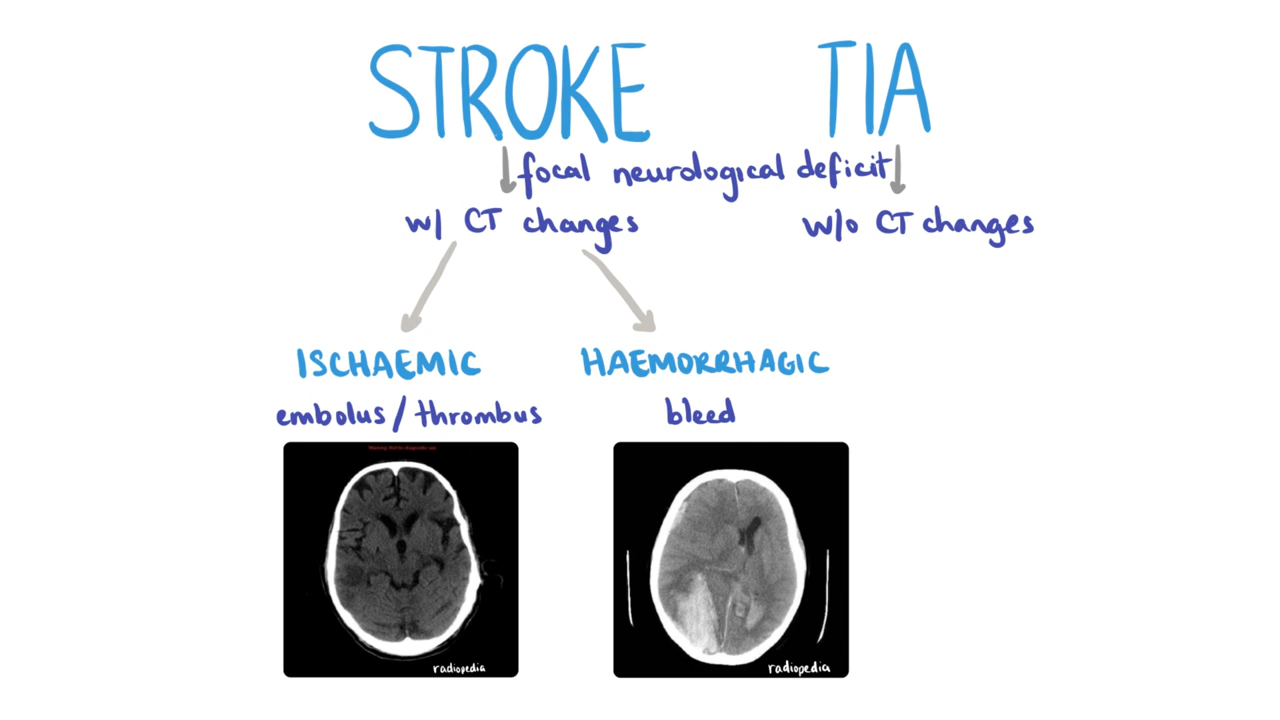 STROKE TIA
focal neurological deficit
w/ CT changes w/o CT changes
ISCHAEMIC HAEMORRHAGIC
embolus / thrombus bleed
radiopedia radiopedia